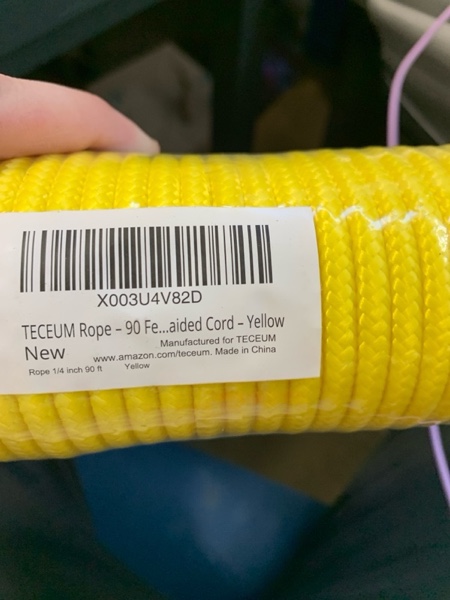 X003U4V82D
TECEUM Rope – 90 Fe...aided Cord – Yellow
New
Manufactured for TECEUM
www.amazon.com/teceum. Made in China
Rope 1/4 inch 90 ft Yellow